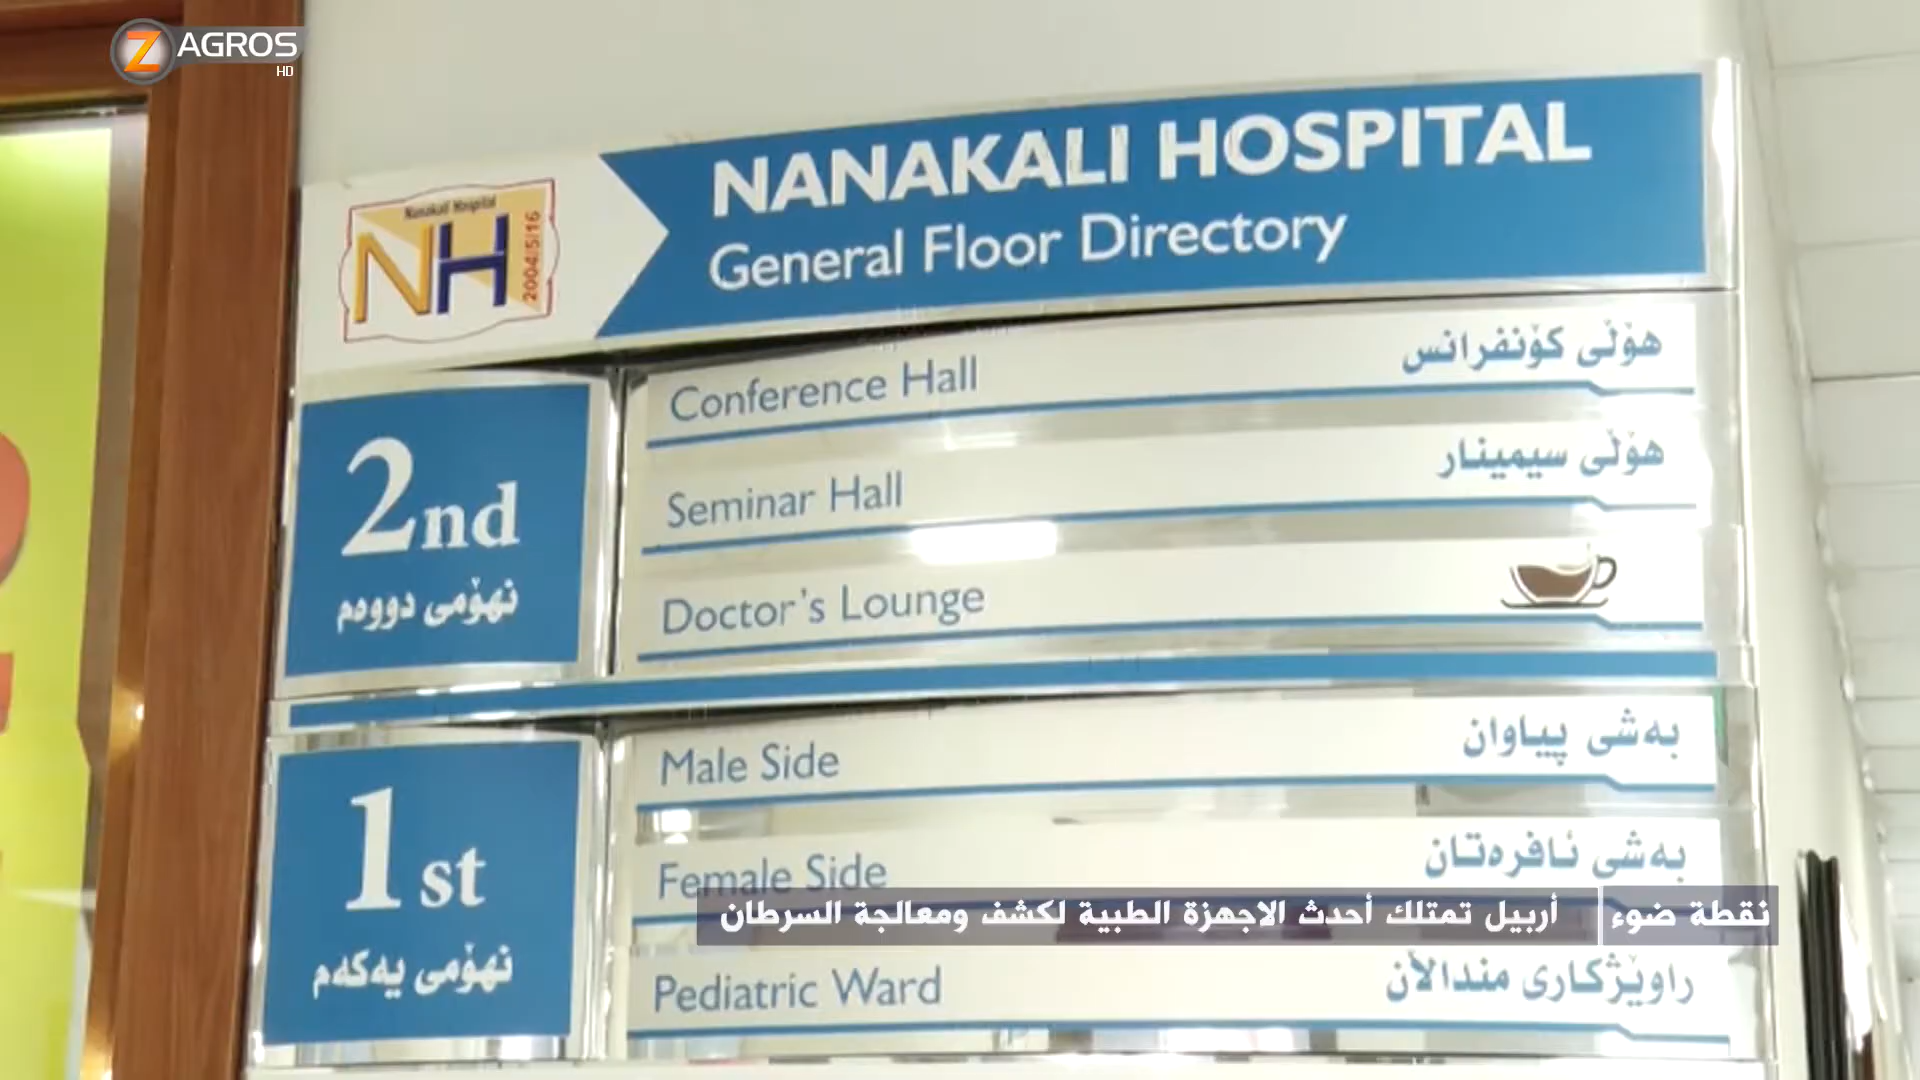 ZAGROS
HD
NANAKALI HOSPITAL
General Floor Directory
Nanakali Hospital
NH
2004/5/16
2nd
نهۆمی دووەم
Conference Hall
هۆڵی کۆنفرانس
Seminar Hall
هۆڵی سیمینار
Doctor's Lounge
1st
نهۆمی یەکەم
Male Side
بەشی پیاوان
Female Side
بەشی ئافرەتان
نقطة ضوء
أربيل تمتلك أحدث الاجهزة الطبية لكشف ومعالجة السرطان
Pediatric Ward
راوێژکاری منداڵان